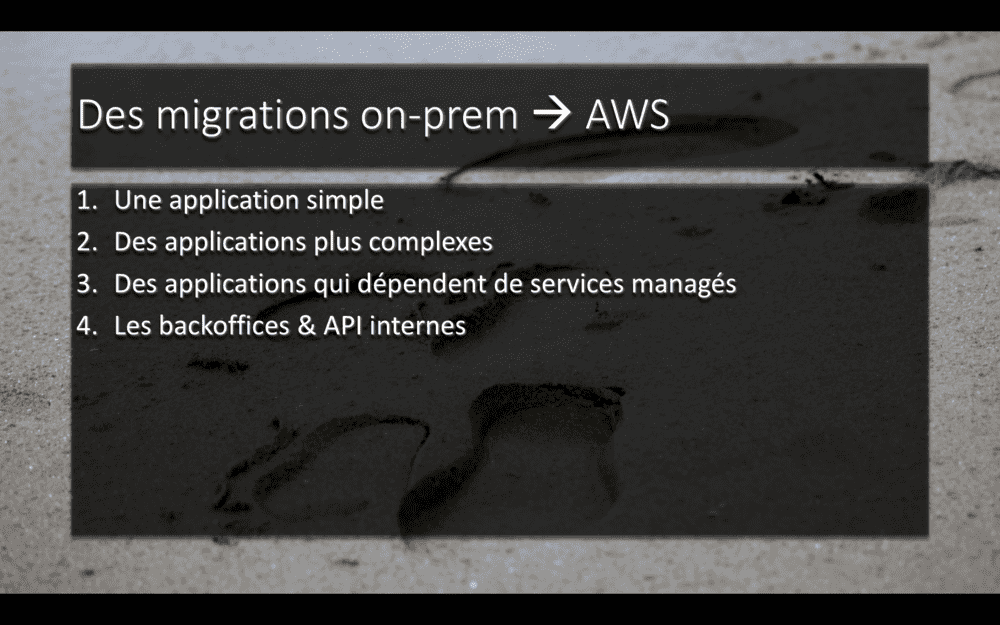 Des migrations on-prem → AWS
1. Une application simple
2. Des applications plus complexes
3. Des applications qui dépendent de services managés
4. Les backoffices & API internes